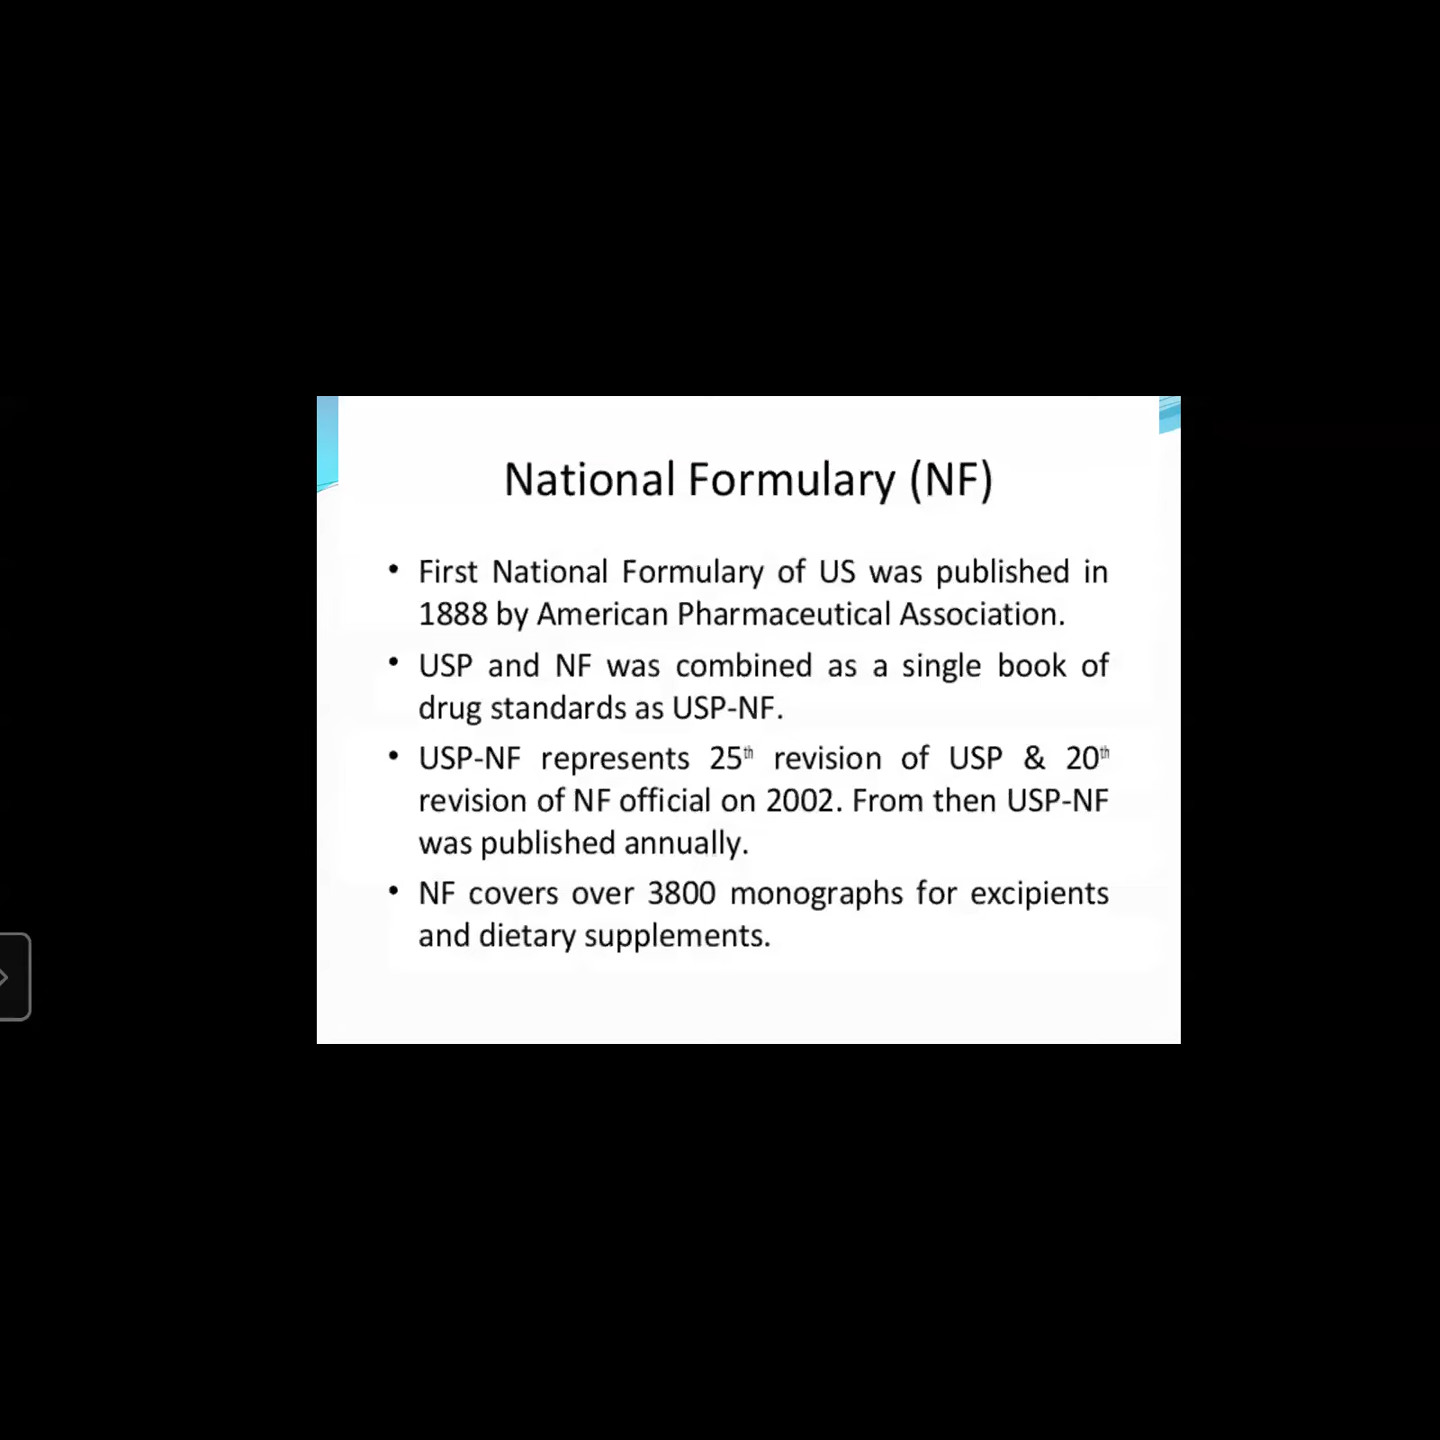 National Formulary (NF)
• First National Formulary of US was published in
1888 by American Pharmaceutical Association.
• USP and NF was combined as a single book of
drug standards as USP-NF.
• USP-NF represents 25th revision of USP & 20th
revision of NF official on 2002. From then USP-NF
was published annually.
• NF covers over 3800 monographs for excipients
and dietary supplements.